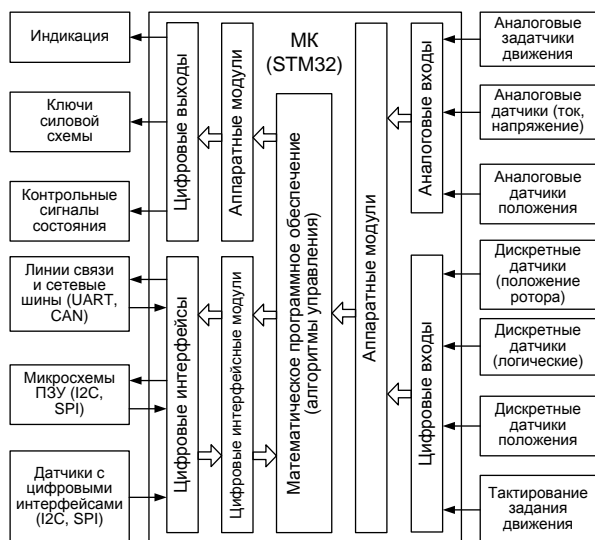 Индикация
Ключи
силовой
схемы
Контрольные
сигналы
состояния
Линии связи
и сетевые
шины (UART,
CAN)
Микросхемы
ПЗУ (I2C,
SPI)
Датчики с
цифровыми
интерфейсами
(I2C, SPI)
Цифровые выходы
Аппаратные модули
Цифровые интерфейсы
Цифровые интерфейсные модули
МК
(STM32)
Математическое программное обеспечение
(алгоритмы управления)
Аппаратные модули
Аналоговые входы
Цифровые входы
Аналоговые
задатчики
движения
Аналоговые
датчики (ток,
напряжение)
Аналоговые
датчики
положения
Дискретные
датчики
(положение
ротора)
Дискретные
датчики
(логические)
Дискретные
датчики
положения
Тактирование
задания
движения